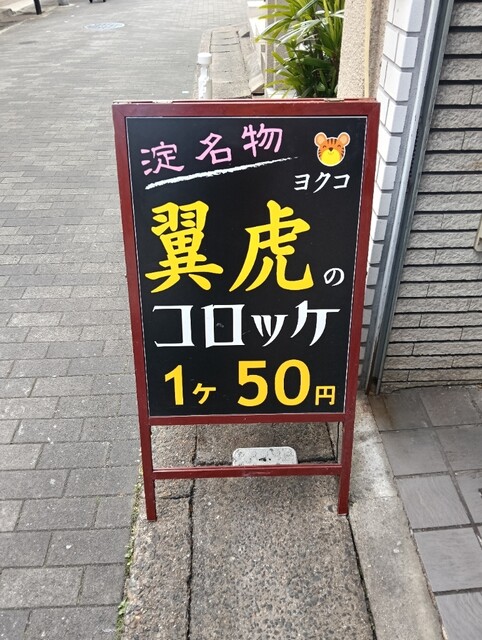 淀名物
ヨクコ
翼虎の
コロッケ
1ヶ 50円